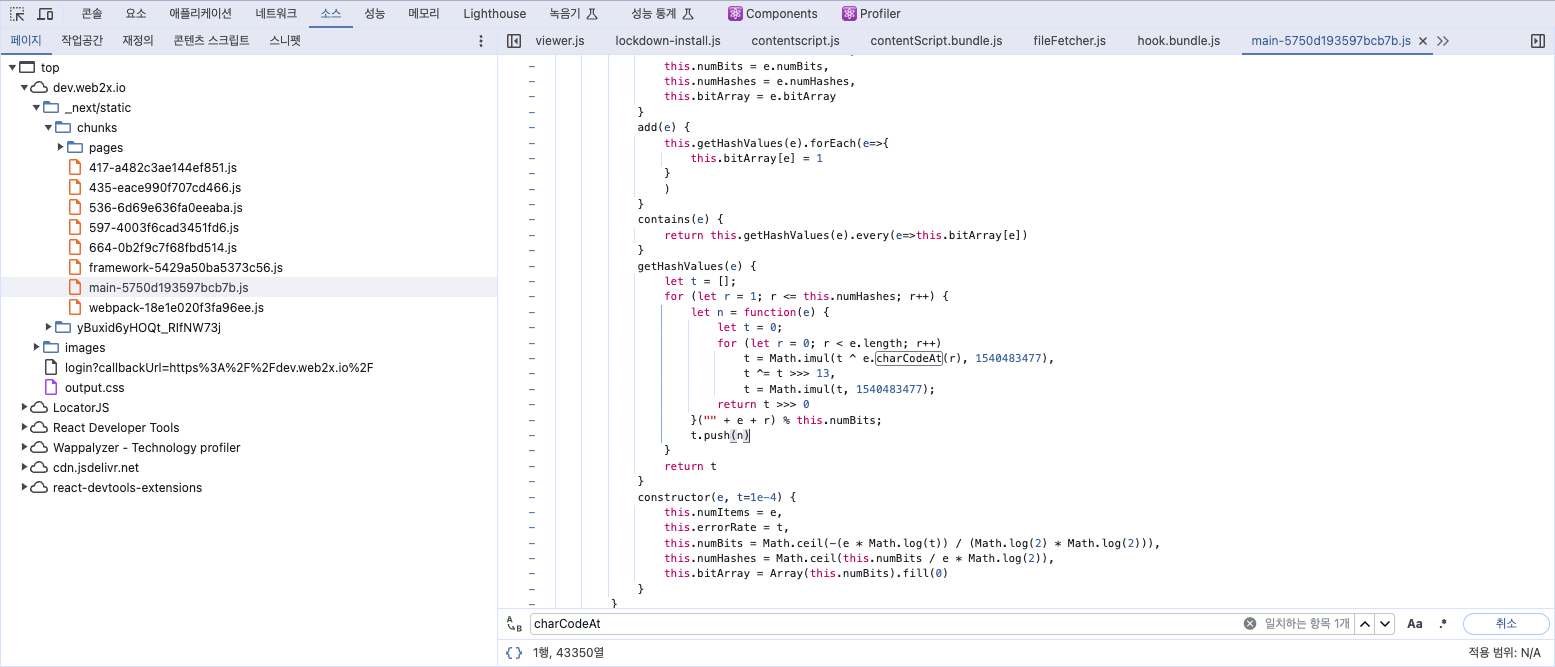 콘솔 요소 애플리케이션 네트워크 소스 성능 메모리 Lighthouse 녹음기 성능 통계 Components Profiler
페이지 작업공간 재정의 콘텐츠 스크립트 스니펫
viewer.js lockdown-install.js contentscript.js contentScript.bundle.js fileFetcher.js hook.bundle.js main-5750d193597bcb7b.js
top
dev.web2x.io
_next/static
chunks
pages
417-a482c3ae144ef851.js
435-eace990f707cd466.js
536-6d69e636fa0eeaba.js
597-4003f6cad3451fd6.js
664-0b2f9c7f68fbd514.js
framework-5429a50ba5373c56.js
main-5750d193597bcb7b.js
webpack-18e1e020f3fa96ee.js
yBuxid6yHOQt_RIfNW73j
images
login?callbackUrl=https%3A%2F%2Fdev.web2x.io%2F
output.css
LocatorJS
React Developer Tools
Wappalyzer - Technology profiler
cdn.jsdelivr.net
react-devtools-extensions
this.numBits = e.numBits,
this.numHashes = e.numHashes,
this.bitArray = e.bitArray
}
add(e) {
this.getHashValues(e).forEach(e=>{
this.bitArray[e] = 1
}
)
}
contains(e) {
return this.getHashValues(e).every(e=>this.bitArray[e])
}
getHashValues(e) {
let t = [];
for (let r = 1; r <= this.numHashes; r++) {
let n = function(e) {
let t = 0;
for (let r = 0; r < e.length; r++)
t = Math.imul(t ^ e.charCodeAt(r), 1540483477),
t ^= t >>> 13,
t = Math.imul(t, 1540483477);
return t >>> 0
}("" + e + r) % this.numBits;
t.push(n)
}
return t
}
constructor(e, t=1e-4) {
this.numItems = e,
this.errorRate = t,
this.numBits = Math.ceil(-(e * Math.log(t)) / (Math.log(2) * Math.log(2))),
this.numHashes = Math.ceil(this.numBits / e * Math.log(2)),
this.bitArray = Array(this.numBits).fill(0)
}
}
A B charCodeAt 일치하는 항목 1개 Aa .* 취소
{} 1행, 43350열 적용 범위: N/A